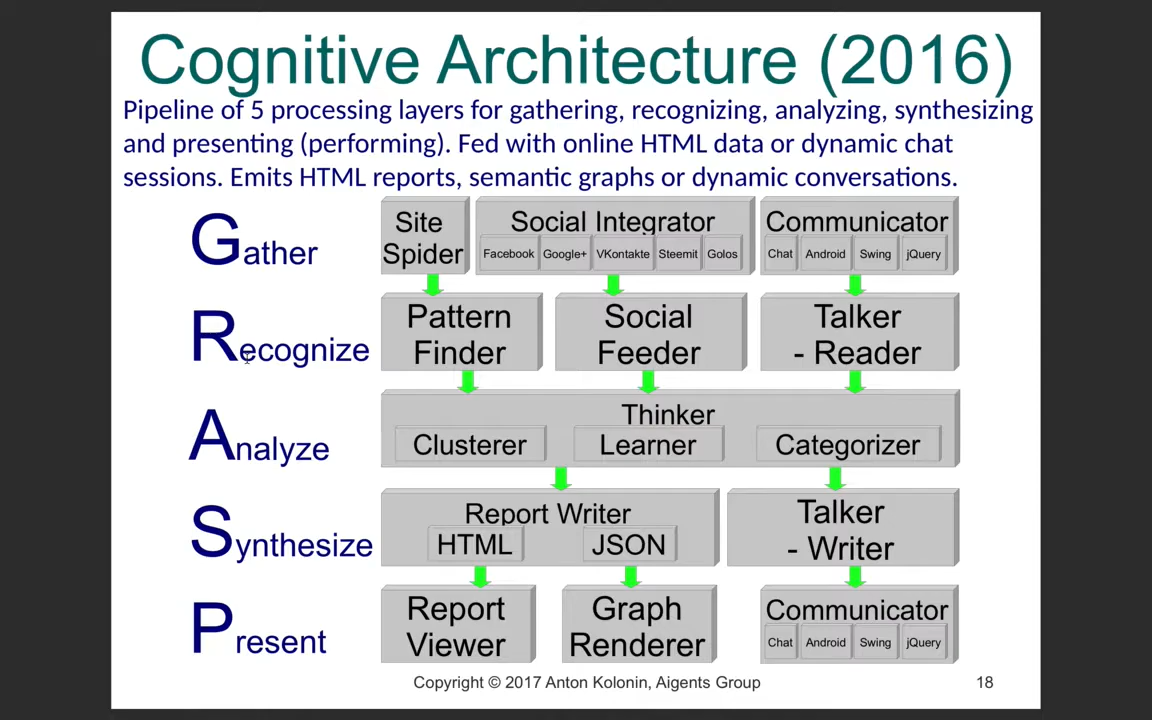 Cognitive Architecture (2016)
Pipeline of 5 processing layers for gathering, recognizing, analyzing, synthesizing
and presenting (performing). Fed with online HTML data or dynamic chat
sessions. Emits HTML reports, semantic graphs or dynamic conversations.
Gather
Site
Spider
Social Integrator
Facebook Google+ VKontakte Steemit Golos
Communicator
Chat Android Swing jQuery
Recognize
Pattern
Finder
Social
Feeder
Talker
- Reader
Analyze
Thinker
Clusterer Learner Categorizer
Synthesize
Report Writer
HTML JSON
Talker
- Writer
Present
Report
Viewer
Graph
Renderer
Communicator
Chat Android Swing jQuery
Copyright © 2017 Anton Kolonin, Aigents Group
18